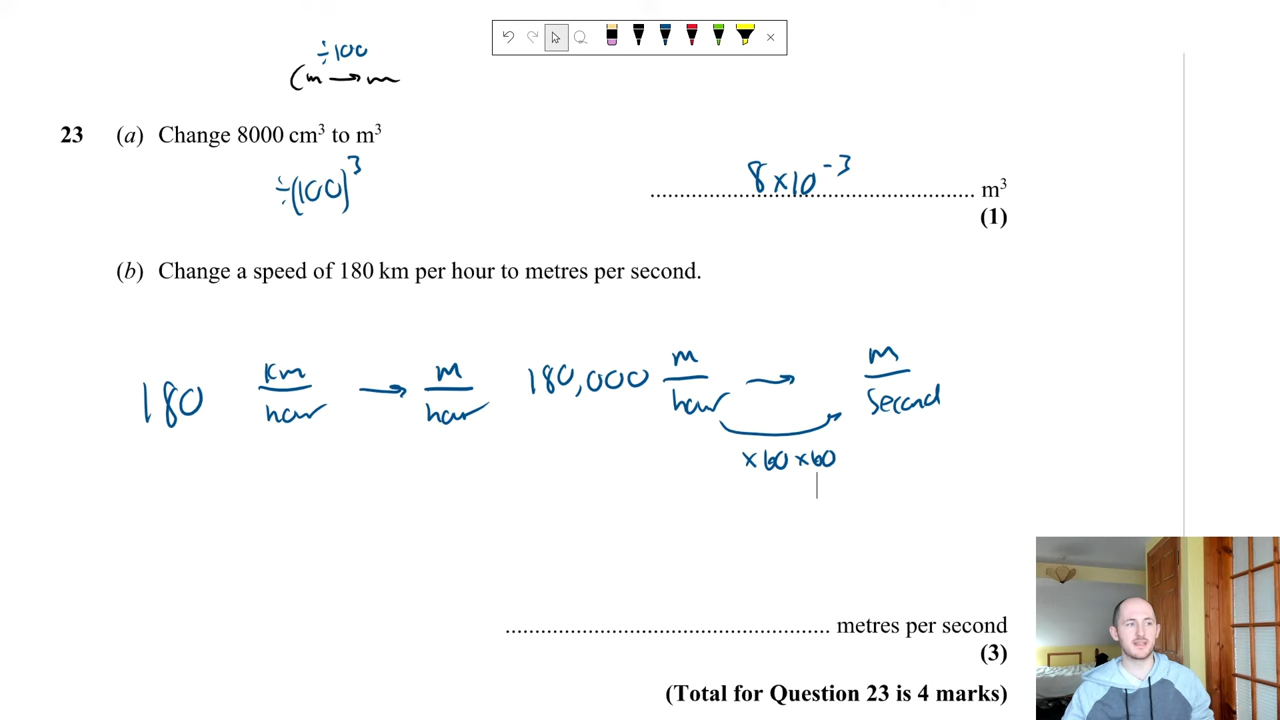 ÷100
Cm → m
23 (a) Change 8000 cm³ to m³
÷(100)³
8×10⁻³
........................................................ m³
(1)
(b) Change a speed of 180 km per hour to metres per second.
180 km/hour → m/hour 180,000 m/hour → m/second
×60×60
........................................................ metres per second
(3)
(Total for Question 23 is 4 marks)